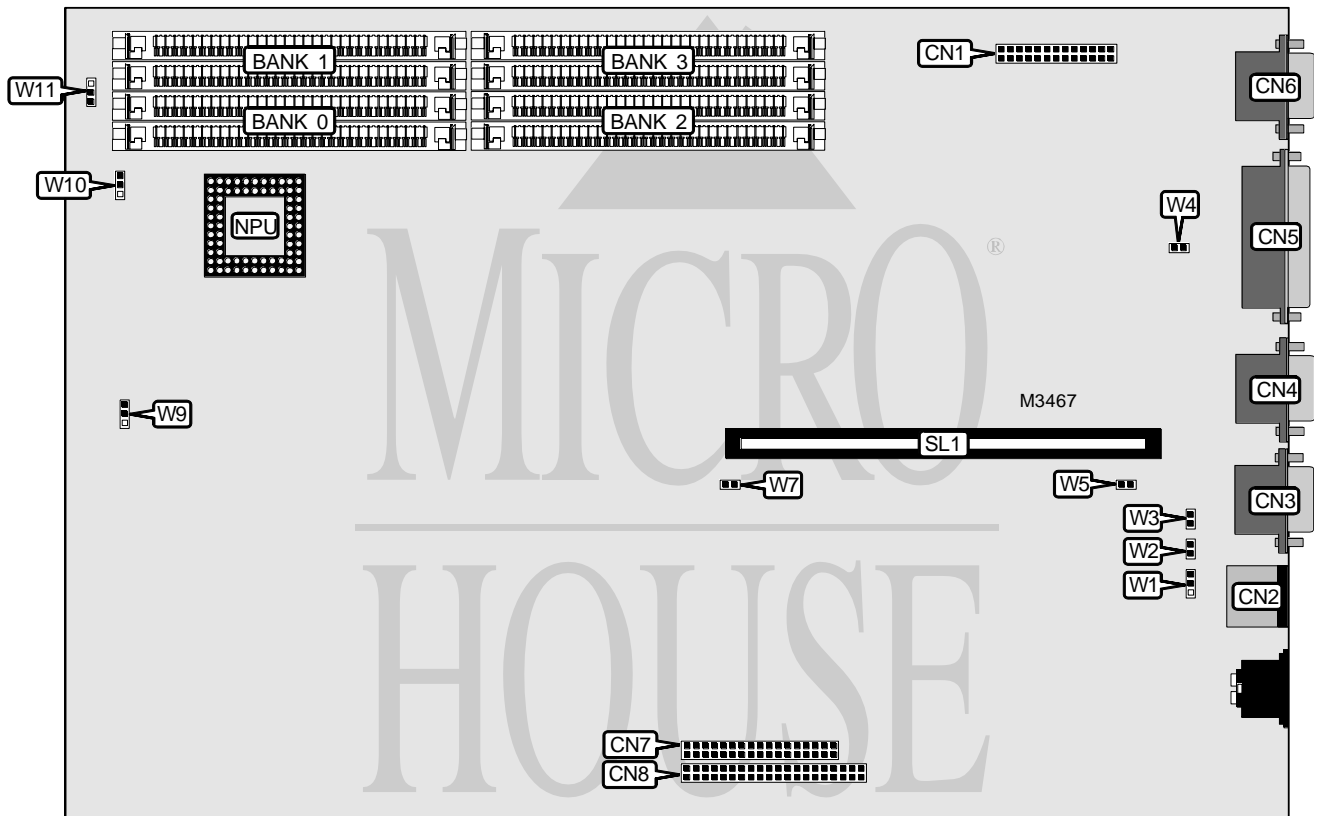 BANK 1
BANK 3
CN1
CN6
W11
BANK 0
BANK 2
W10
NPU
W4
CN5
MICRO ®
W9
M3467
CN4
SL1
W7
W5
CN3
W3
W2
W1
CN2
HOUSE
CN7
CN8